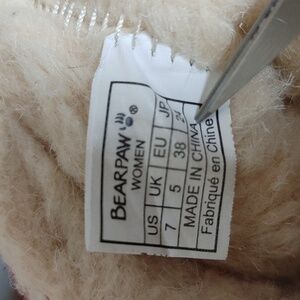 BEARPAW ®
WOMEN
US UK EU JP
7 5 38 24
MADE IN CHINA
Fabriqué en Chine